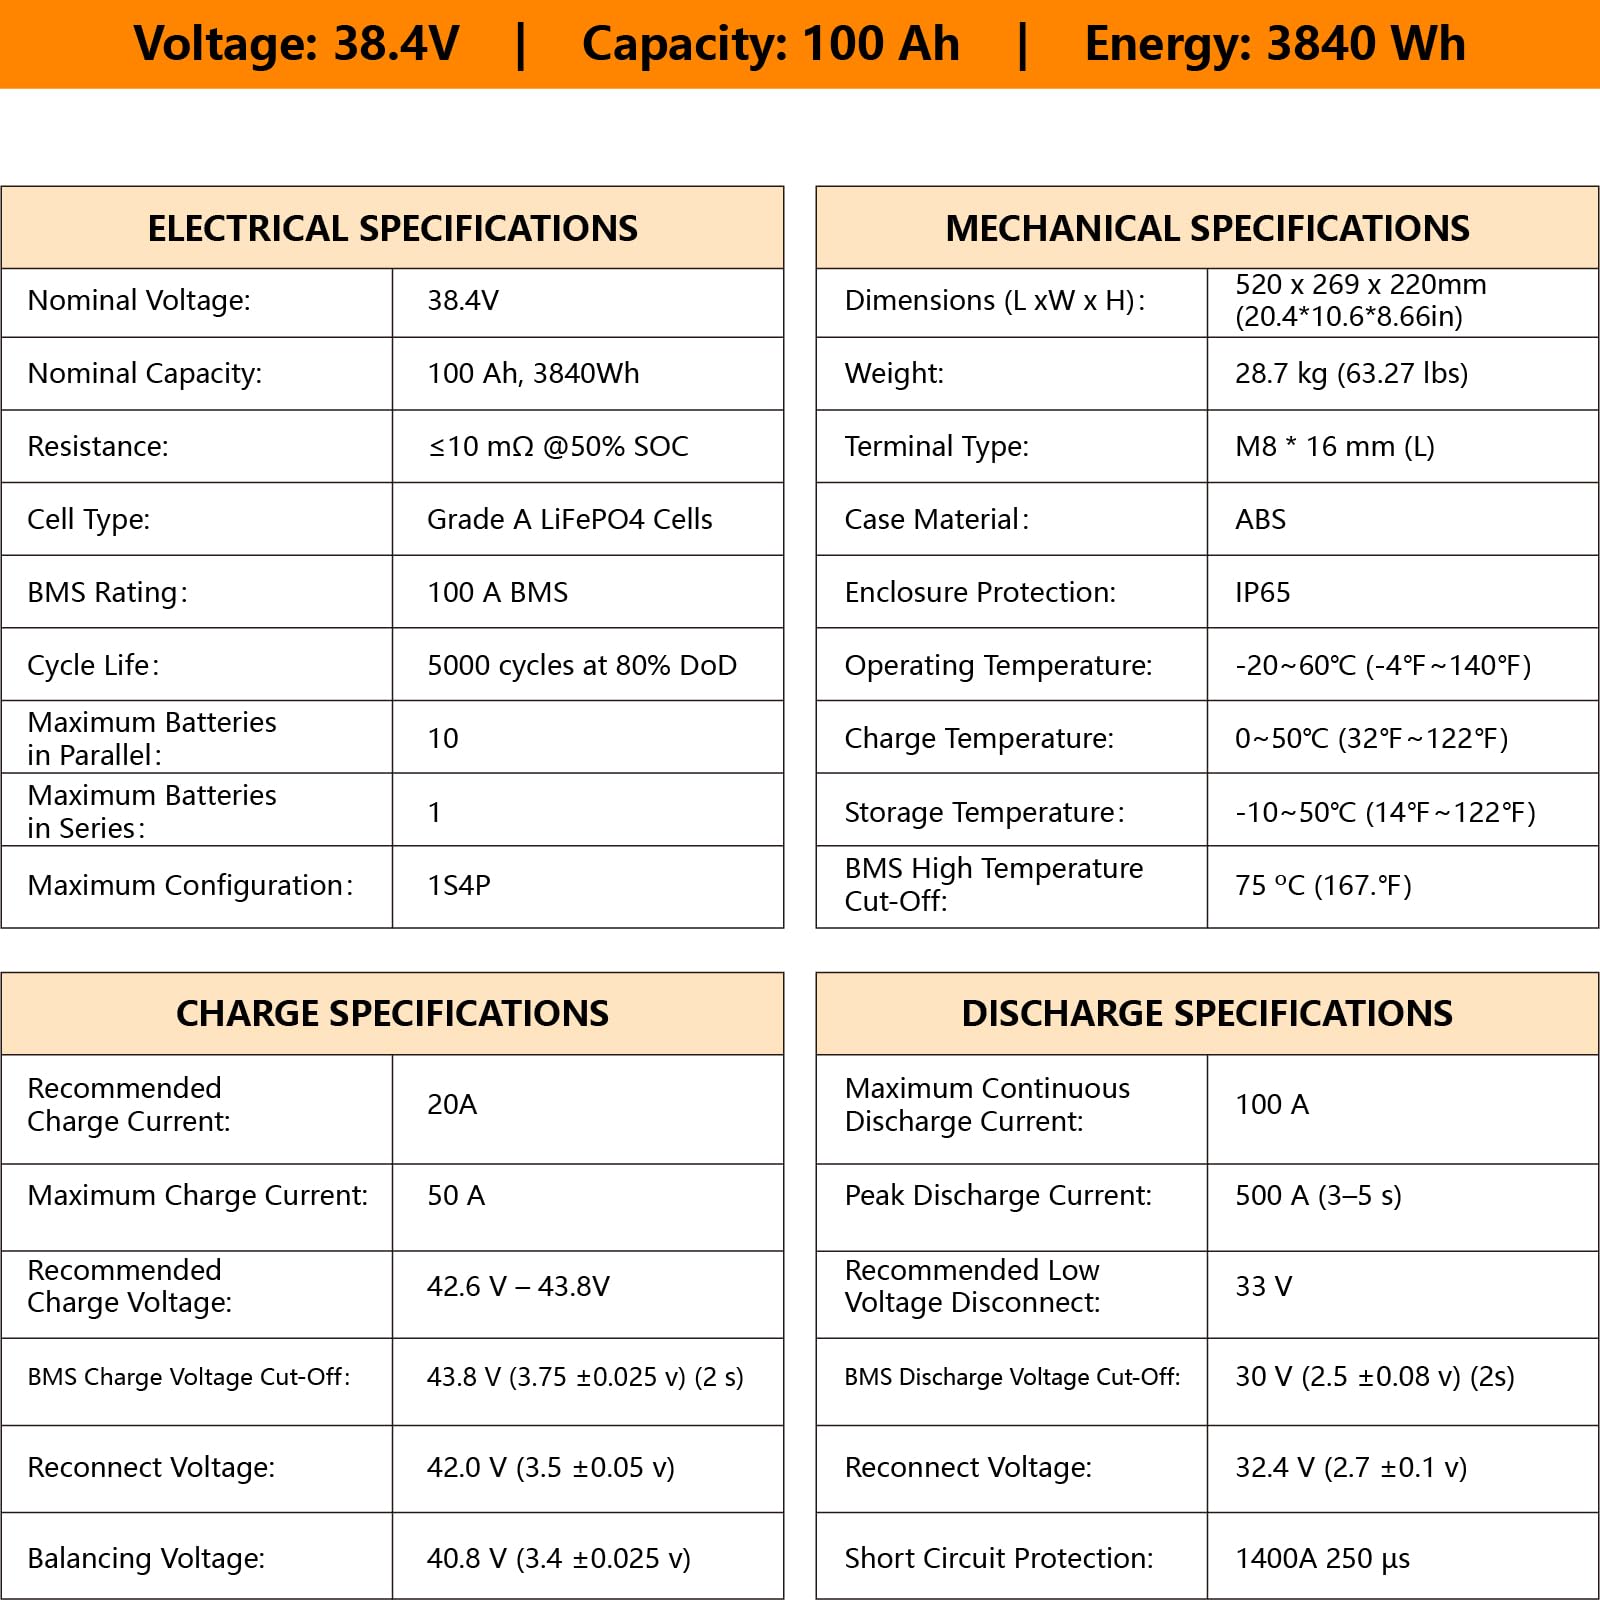 Voltage: 38.4V | Capacity: 100 Ah | Energy: 3840 Wh
ELECTRICAL SPECIFICATIONS
Nominal Voltage: 38.4V
Nominal Capacity: 100 Ah, 3840Wh
Resistance: ≤10 mΩ @50% SOC
Cell Type: Grade A LiFePO4 Cells
BMS Rating: 100 A BMS
Cycle Life: 5000 cycles at 80% DoD
Maximum Batteries
in Parallel: 10
Maximum Batteries
in Series: 1
Maximum Configuration: 1S4P
MECHANICAL SPECIFICATIONS
Dimensions (L xW x H): 520 x 269 x 220mm
(20.4*10.6*8.66in)
Weight: 28.7 kg (63.27 lbs)
Terminal Type: M8 * 16 mm (L)
Case Material: ABS
Enclosure Protection: IP65
Operating Temperature: -20~60℃ (-4℉~140℉)
Charge Temperature: 0~50℃ (32℉~122℉)
Storage Temperature: -10~50℃ (14℉~122℉)
BMS High Temperature
Cut-Off: 75 ºC (167.℉)
CHARGE SPECIFICATIONS
Recommended
Charge Current: 20A
Maximum Charge Current: 50 A
Recommended
Charge Voltage: 42.6 V – 43.8V
BMS Charge Voltage Cut-Off: 43.8 V (3.75 ±0.025 v) (2 s)
Reconnect Voltage: 42.0 V (3.5 ±0.05 v)
Balancing Voltage: 40.8 V (3.4 ±0.025 v)
DISCHARGE SPECIFICATIONS
Maximum Continuous
Discharge Current: 100 A
Peak Discharge Current: 500 A (3–5 s)
Recommended Low
Voltage Disconnect: 33 V
BMS Discharge Voltage Cut-Off: 30 V (2.5 ±0.08 v) (2s)
Reconnect Voltage: 32.4 V (2.7 ±0.1 v)
Short Circuit Protection: 1400A 250 µs